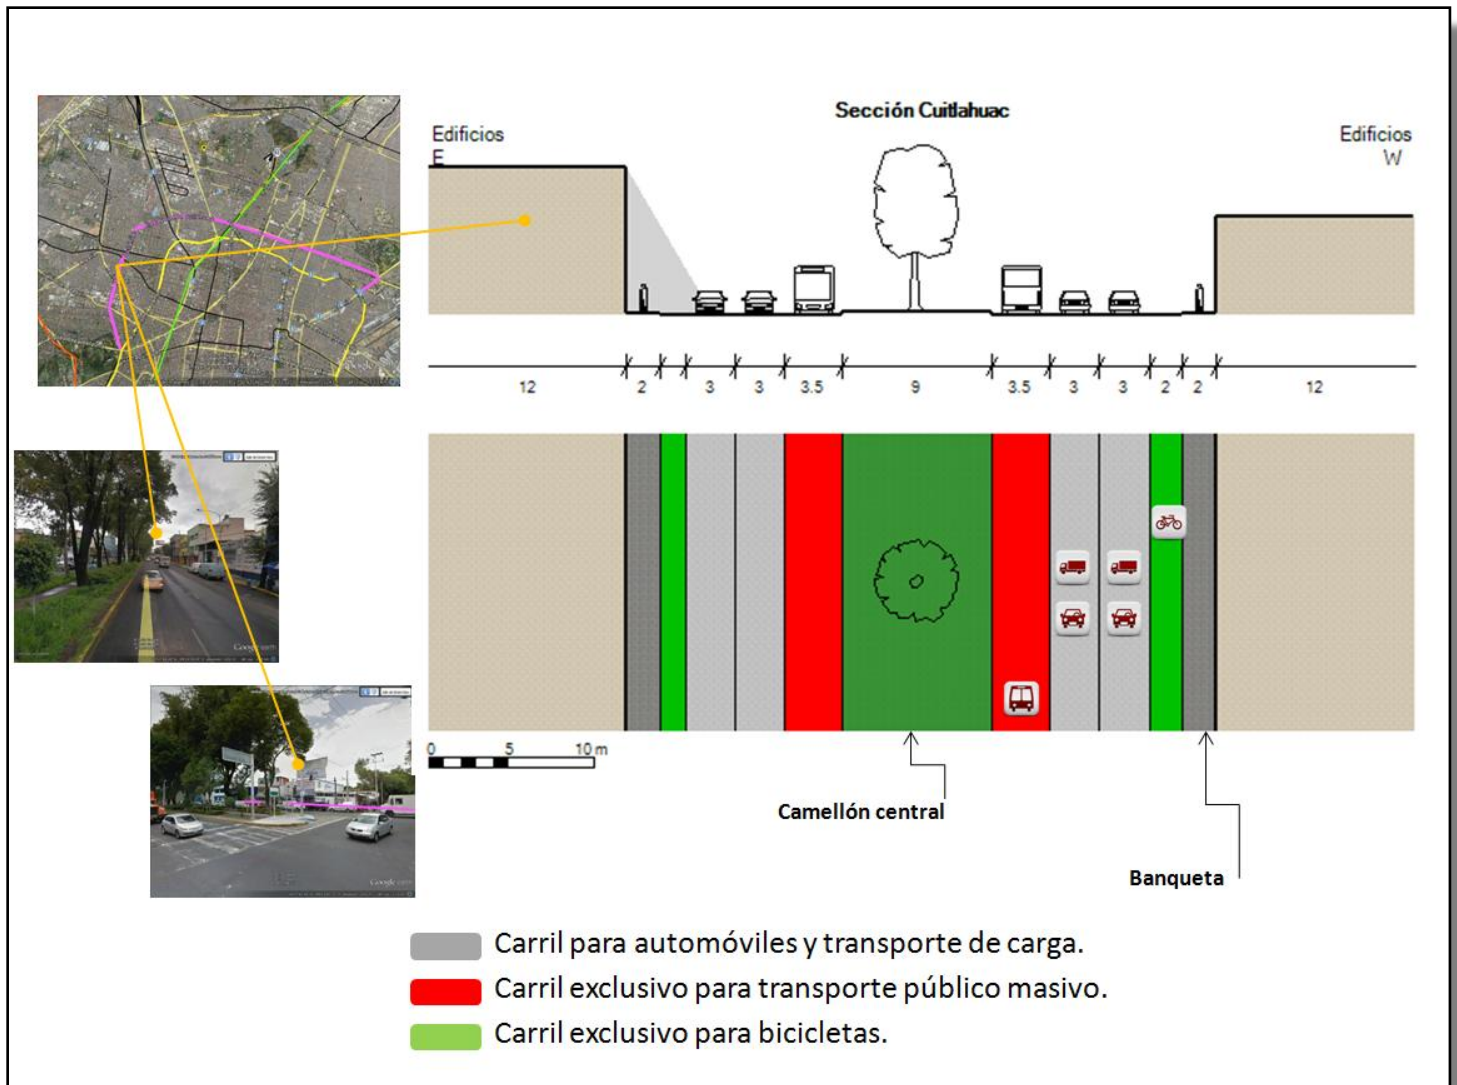 Sección Cuitlahuac
Edificios
E
Edificios
W
12 2 3 3 3.5 9 3.5 3 3 2 2 12
0 5 10 m
Camellón central
Banqueta
Carril para automóviles y transporte de carga.
Carril exclusivo para transporte público masivo.
Carril exclusivo para bicicletas.